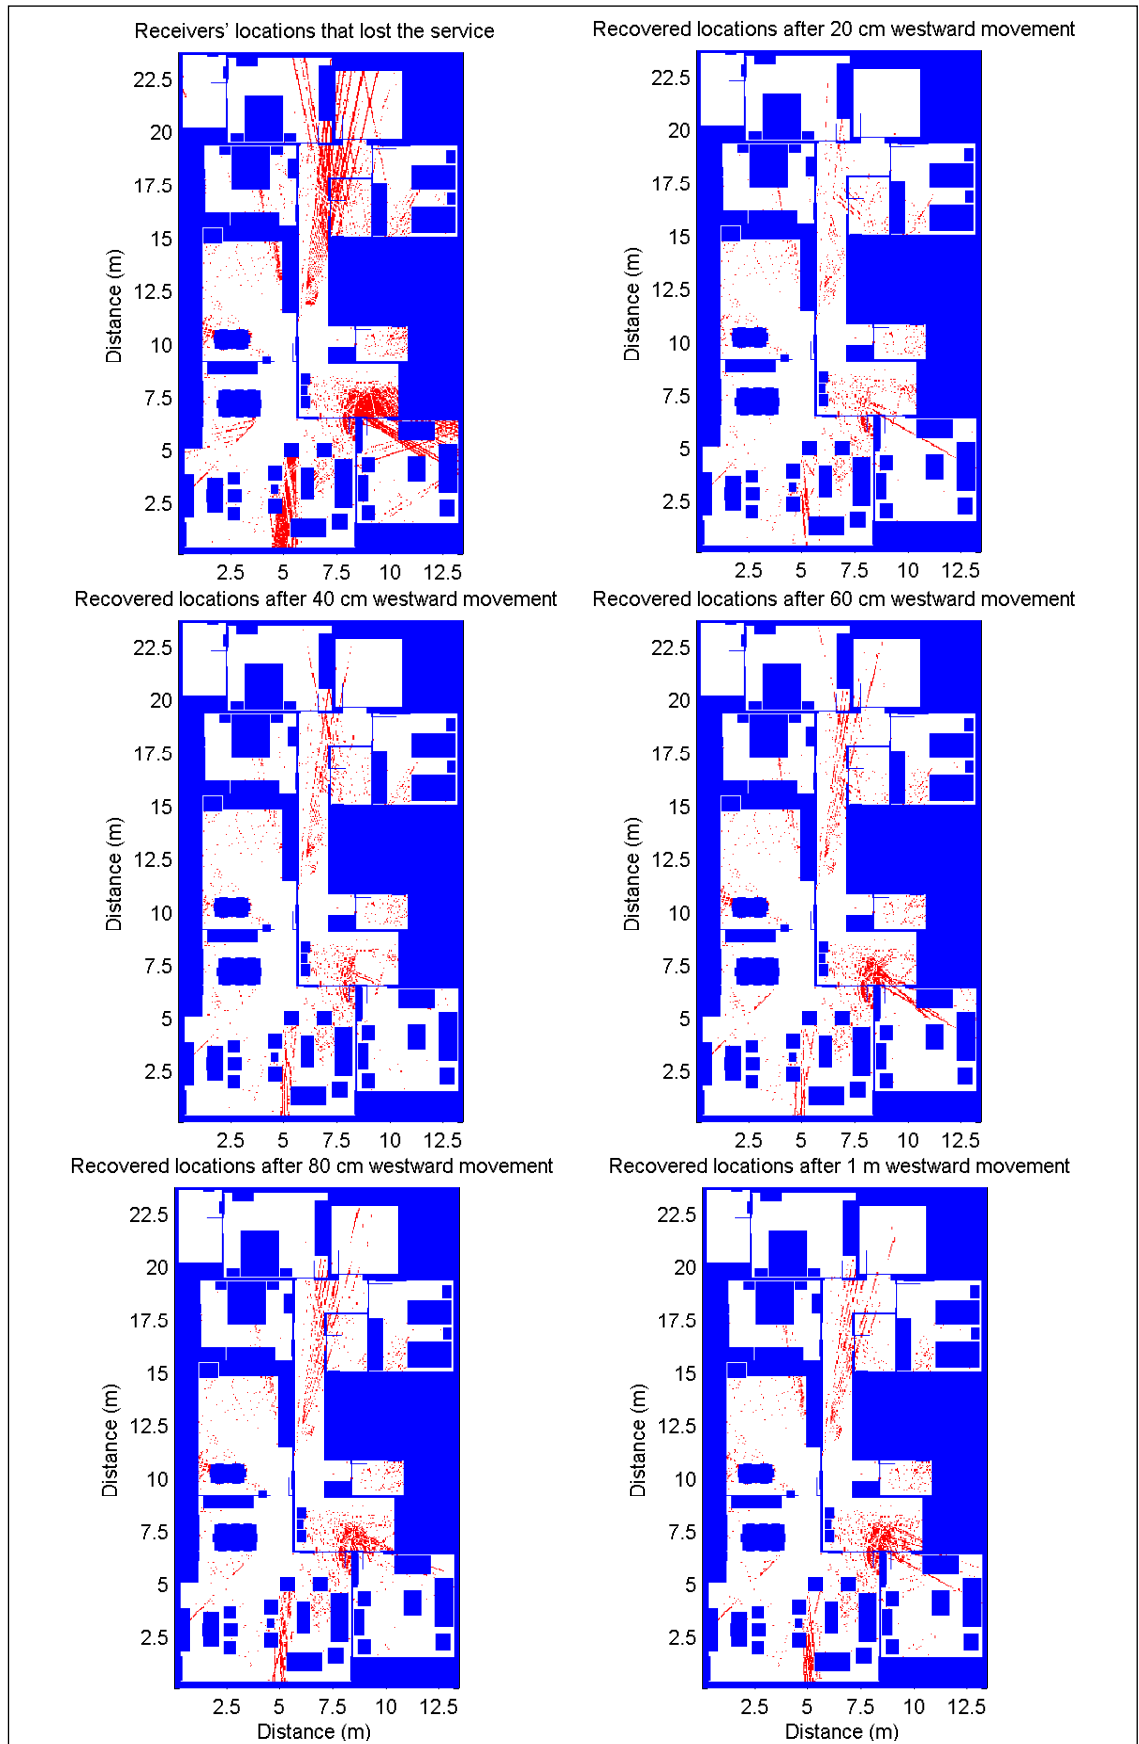 Receivers' locations that lost the service
Recovered locations after 20 cm westward movement
22.5
20
17.5
15
12.5
10
7.5
5
2.5
Distance (m)
2.5 5 7.5 10 12.5
22.5
20
17.5
15
12.5
10
7.5
5
2.5
Distance (m)
2.5 5 7.5 10 12.5
Recovered locations after 40 cm westward movement
Recovered locations after 60 cm westward movement
22.5
20
17.5
15
12.5
10
7.5
5
2.5
Distance (m)
2.5 5 7.5 10 12.5
22.5
20
17.5
15
12.5
10
7.5
5
2.5
Distance (m)
2.5 5 7.5 10 12.5
Recovered locations after 80 cm westward movement
Recovered locations after 1 m westward movement
22.5
20
17.5
15
12.5
10
7.5
5
2.5
Distance (m)
2.5 5 7.5 10 12.5
Distance (m)
22.5
20
17.5
15
12.5
10
7.5
5
2.5
Distance (m)
2.5 5 7.5 10 12.5
Distance (m)